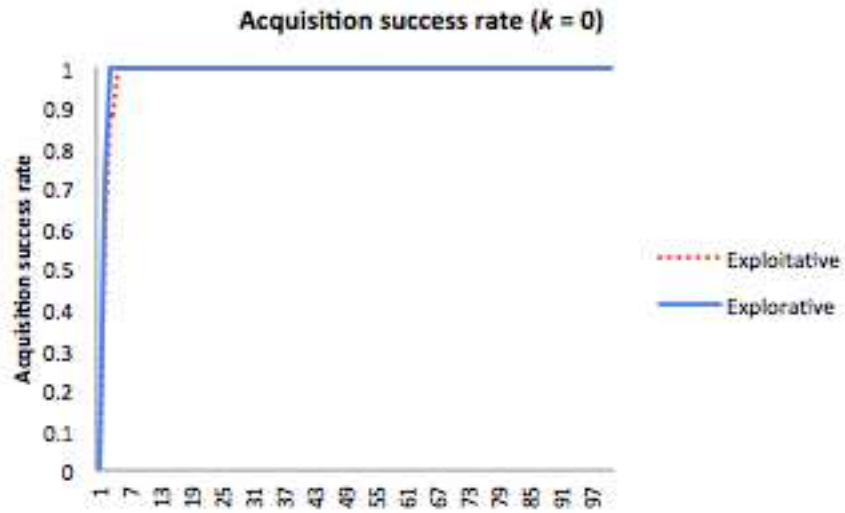 Acquisition success rate (k = 0)
Acquisition success rate
1
0.9
0.8
0.7
0.6
0.5
0.4
0.3
0.2
0.1
0
1 7 13 19 25 31 37 43 49 55 61 67 73 79 85 91 97
Exploitative
Explorative